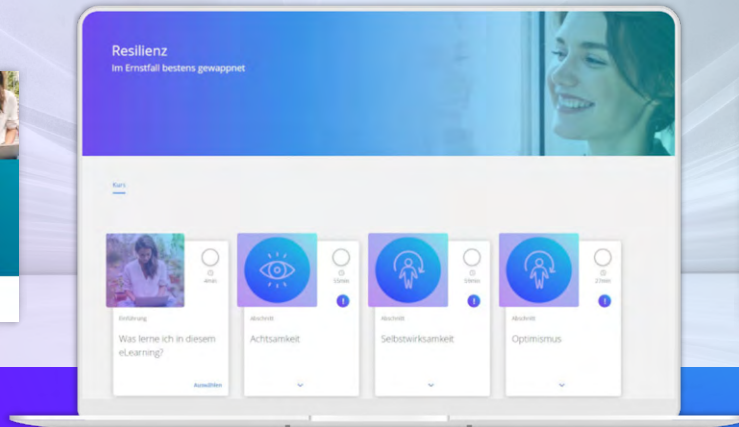 Resilienz
Im Ernstfall bestens gewappnet
Kurs
Einführung
Was lerne ich in diesem
eLearning?
Auswählen
Abschnitt
Achtsamkeit
Abschnitt
Selbstwirksamkeit
Abschnitt
Optimismus